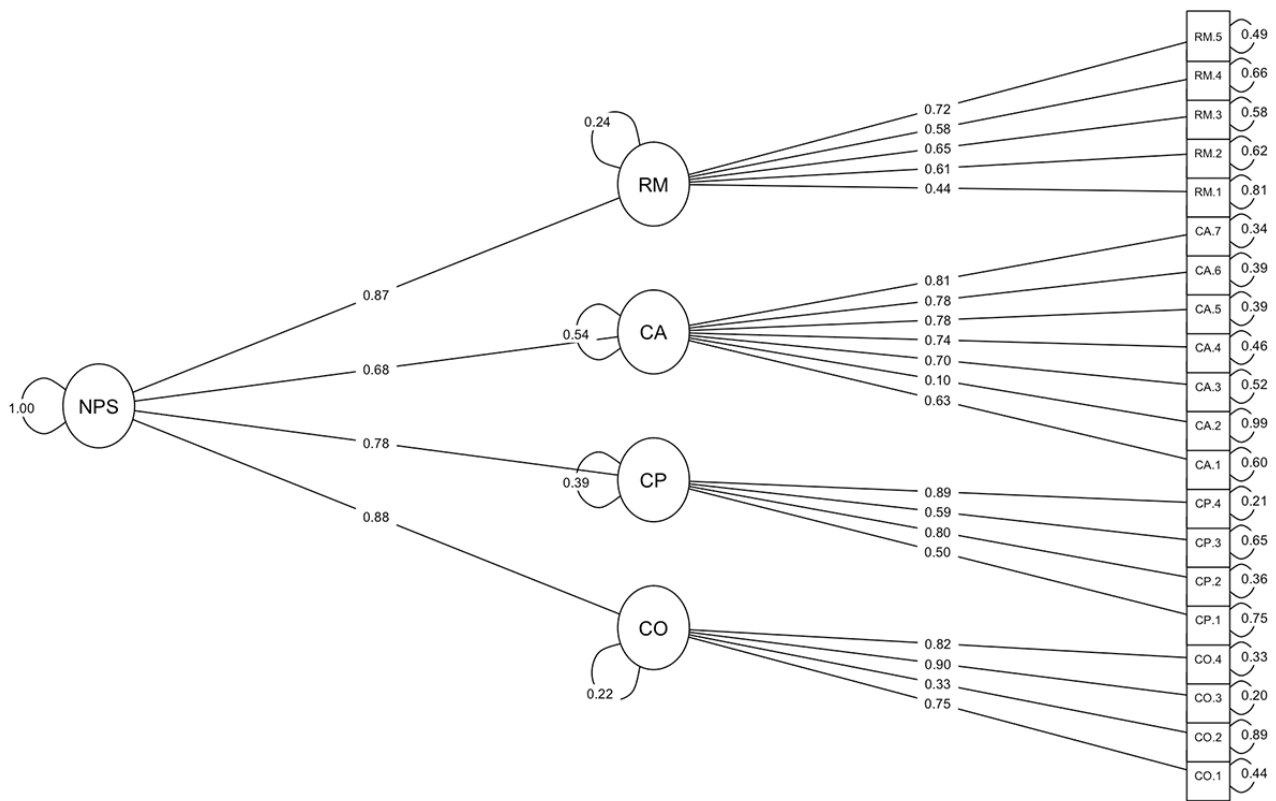 RM.5 0.49
RM.4 0.66
0.72
RM.3 0.58
0.24
0.58
0.65
RM.2 0.62
0.61
RM
0.44
RM.1 0.81
CA.7 0.34
CA.6 0.39
0.81
0.87
0.78
CA.5 0.39
0.78
0.54
CA
0.74
CA.4 0.46
0.70
0.68
0.10
CA.3 0.52
0.63
1.00
NPS
CA.2 0.99
0.78
CA.1 0.60
0.39
CP
0.89
CP.4 0.21
0.59
0.88
0.80
CP.3 0.65
0.50
CP.2 0.36
CP.1 0.75
CO
0.82
CO.4 0.33
0.90
0.33
0.22
CO.3 0.20
0.75
CO.2 0.89
CO.1 0.44